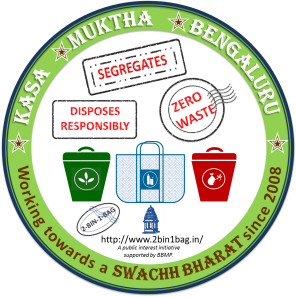 KASA MUKTHA BENGALURU
SEGREGATES
DISPOSES
RESPONSIBLY
ZERO
WASTE
2-BIN-1-BAG
http://www.2bin1bag.in/
A public interest initiative
supported by BBMP.
Working towards a SWACHH BHARAT since 2008